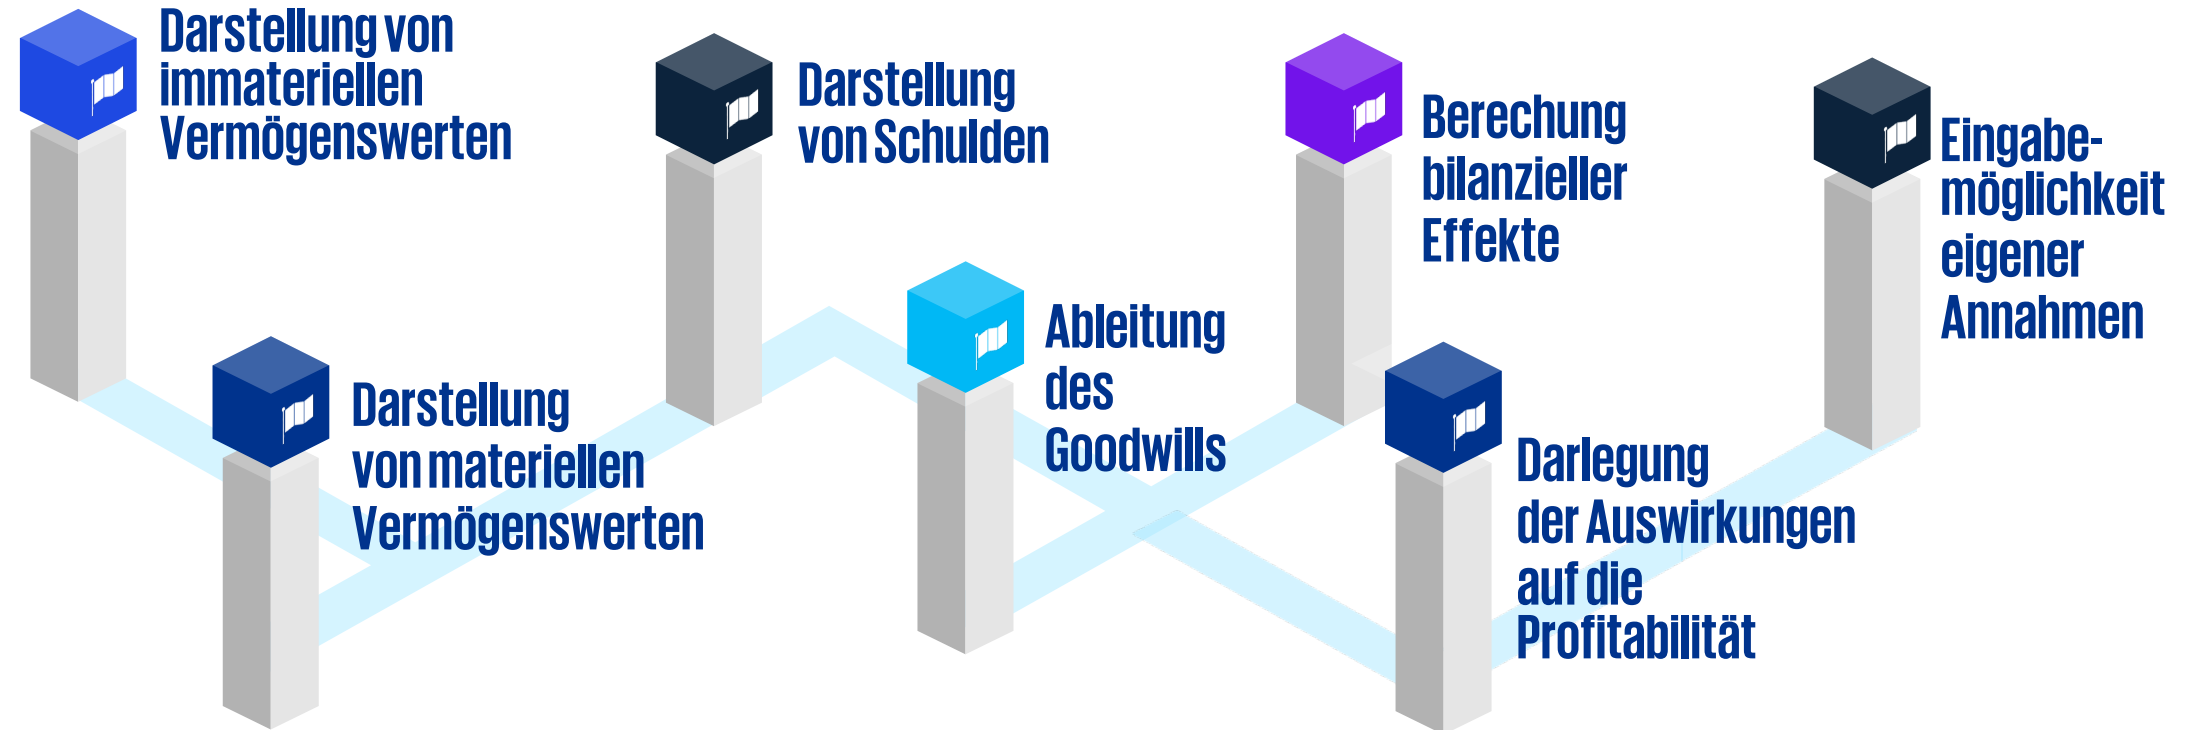 Darstellung von
immateriellen
Vermögenswerten
Darstellung
von materiellen
Vermögenswerten
Darstellung
von Schulden
Ableitung
des
Goodwills
Berechung
bilanzieller
Effekte
Darlegung
der Auswirkungen
auf die
Profitabilität
Eingabe-
möglichkeit
eigener
Annahmen